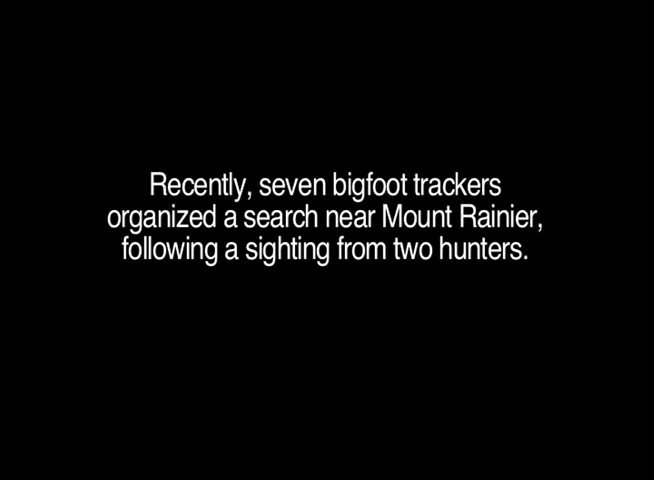 Recently, seven bigfoot trackers
organized a search near Mount Rainier,
following a sighting from two hunters.